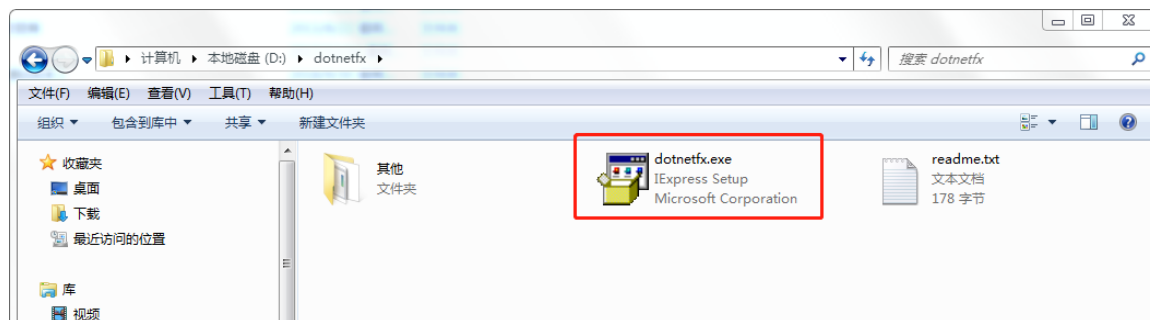 计算机 本地磁盘 (D:) dotnetfx
搜索 dotnetfx
文件(F) 编辑(E) 查看(V) 工具(T) 帮助(H)
组织 包含到库中 共享 新建文件夹
收藏夹
桌面
下载
最近访问的位置
库
视频
其他
文件夹
dotnetfx.exe
IExpress Setup
Microsoft Corporation
readme.txt
文本文档
178 字节